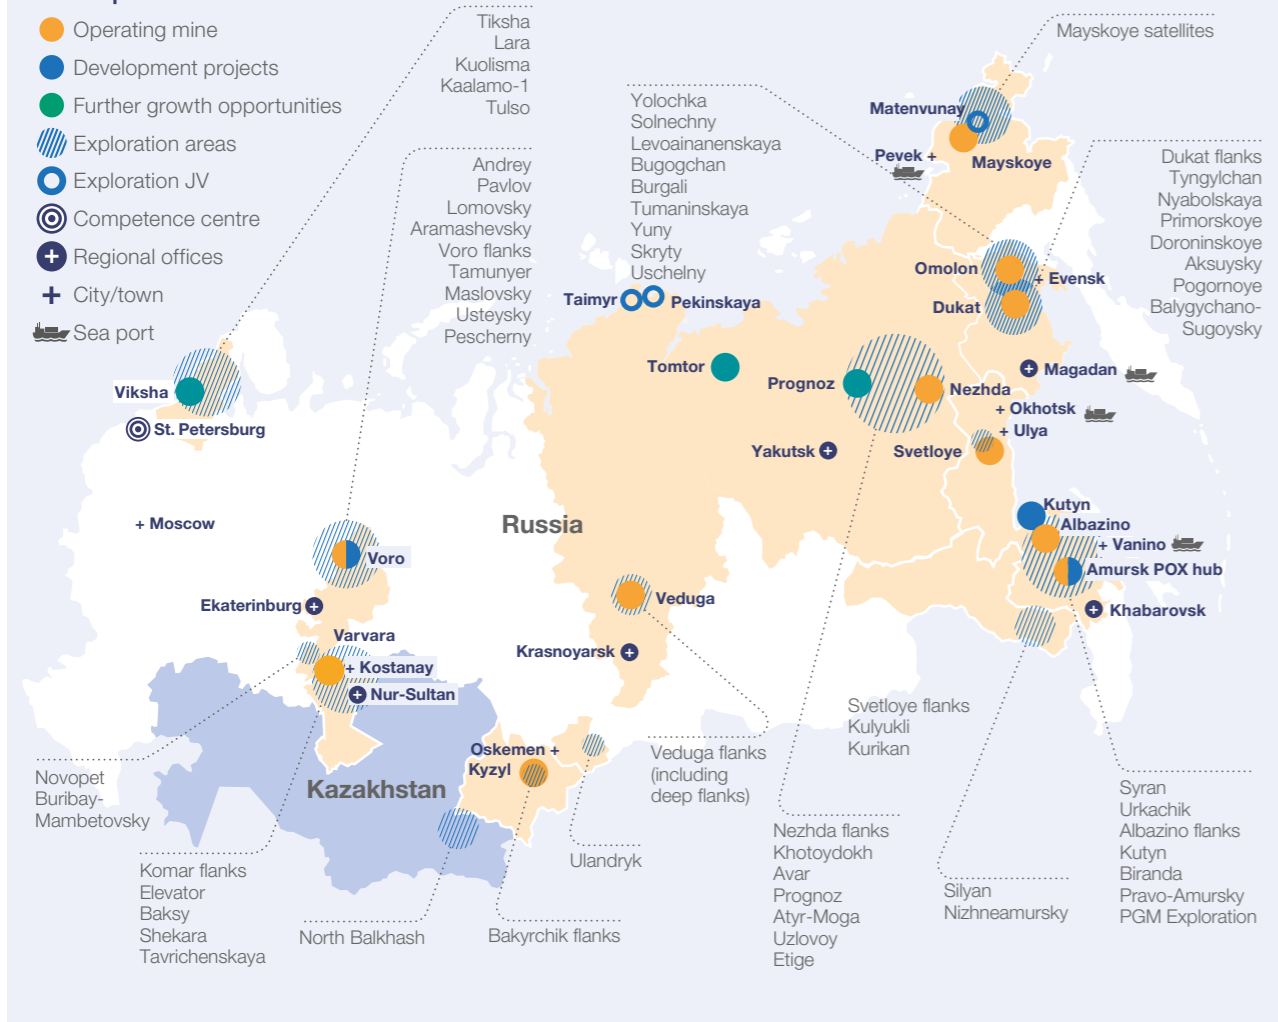 Operating mine
Development projects
Further growth opportunities
Exploration areas
Exploration JV
Competence centre
Regional offices
City/town
Sea port
Tiksha
Lara
Kuolisma
Kaalamo-1
Tulso
Andrey
Pavlov
Lomovsky
Aramashevsky
Voro flanks
Tamunyer
Maslovsky
Usteysky
Pescherny
Yolochka
Solnechny
Levoainanenskaya
Bugogchan
Burgali
Tumaninskaya
Yuny
Skryty
Uschelny
Mayskoye satellites
Matenvunay
Pevek +
Mayskoye
Dukat flanks
Tyngylchan
Nyabolskaya
Primorskoye
Doroninskoye
Aksuysky
Pogornoye
Balygychano-
Sugoysky
Omolon
+ Evensk
Dukat
Taimyr
Pekinskaya
Tomtor
Prognoz
Nezhda
Magadan
+ Okhotsk
+ Ulya
Yakutsk
Svetloye
Viksha
St. Petersburg
+ Moscow
Russia
Voro
Kutyn
Albazino
+ Vanino
Amursk POX hub
Khabarovsk
Ekaterinburg
Veduga
Varvara
+ Kostanay
Nur-Sultan
Krasnoyarsk
Oskemen +
Kyzyl
Kazakhstan
Novopet
Buribay-
Mambetovsky
Komar flanks
Elevator
Baksy
Shekara
Tavrichenskaya
North Balkhash
Bakyrchik flanks
Ulandryk
Veduga flanks
(including
deep flanks)
Svetloye flanks
Kulyukli
Kurikan
Nezhda flanks
Khotoydokh
Avar
Prognoz
Atyr-Moga
Uzlovoy
Etige
Silyan
Nizhneamursky
Syran
Urkachik
Albazino flanks
Kutyn
Biranda
Pravo-Amursky
PGM Exploration